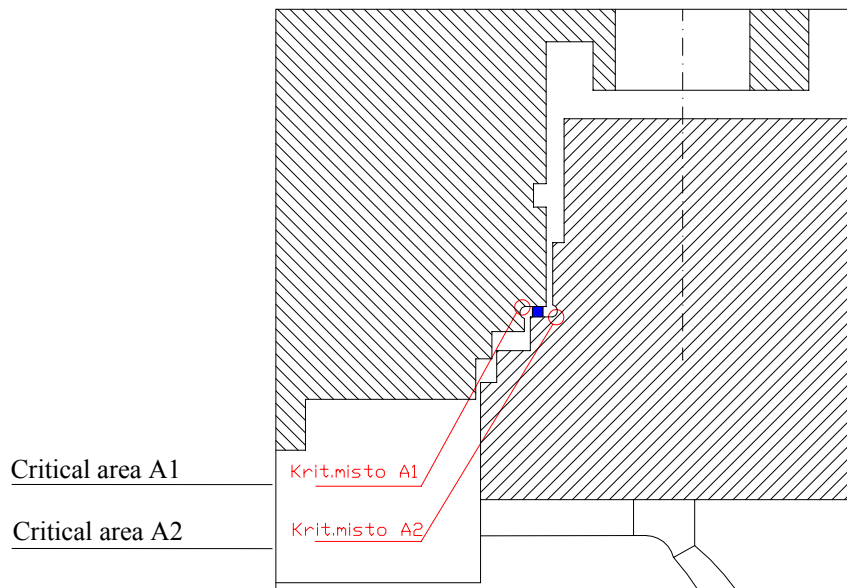 Critical area A1
Krit.misto A1
Critical area A2
Krit.misto A2